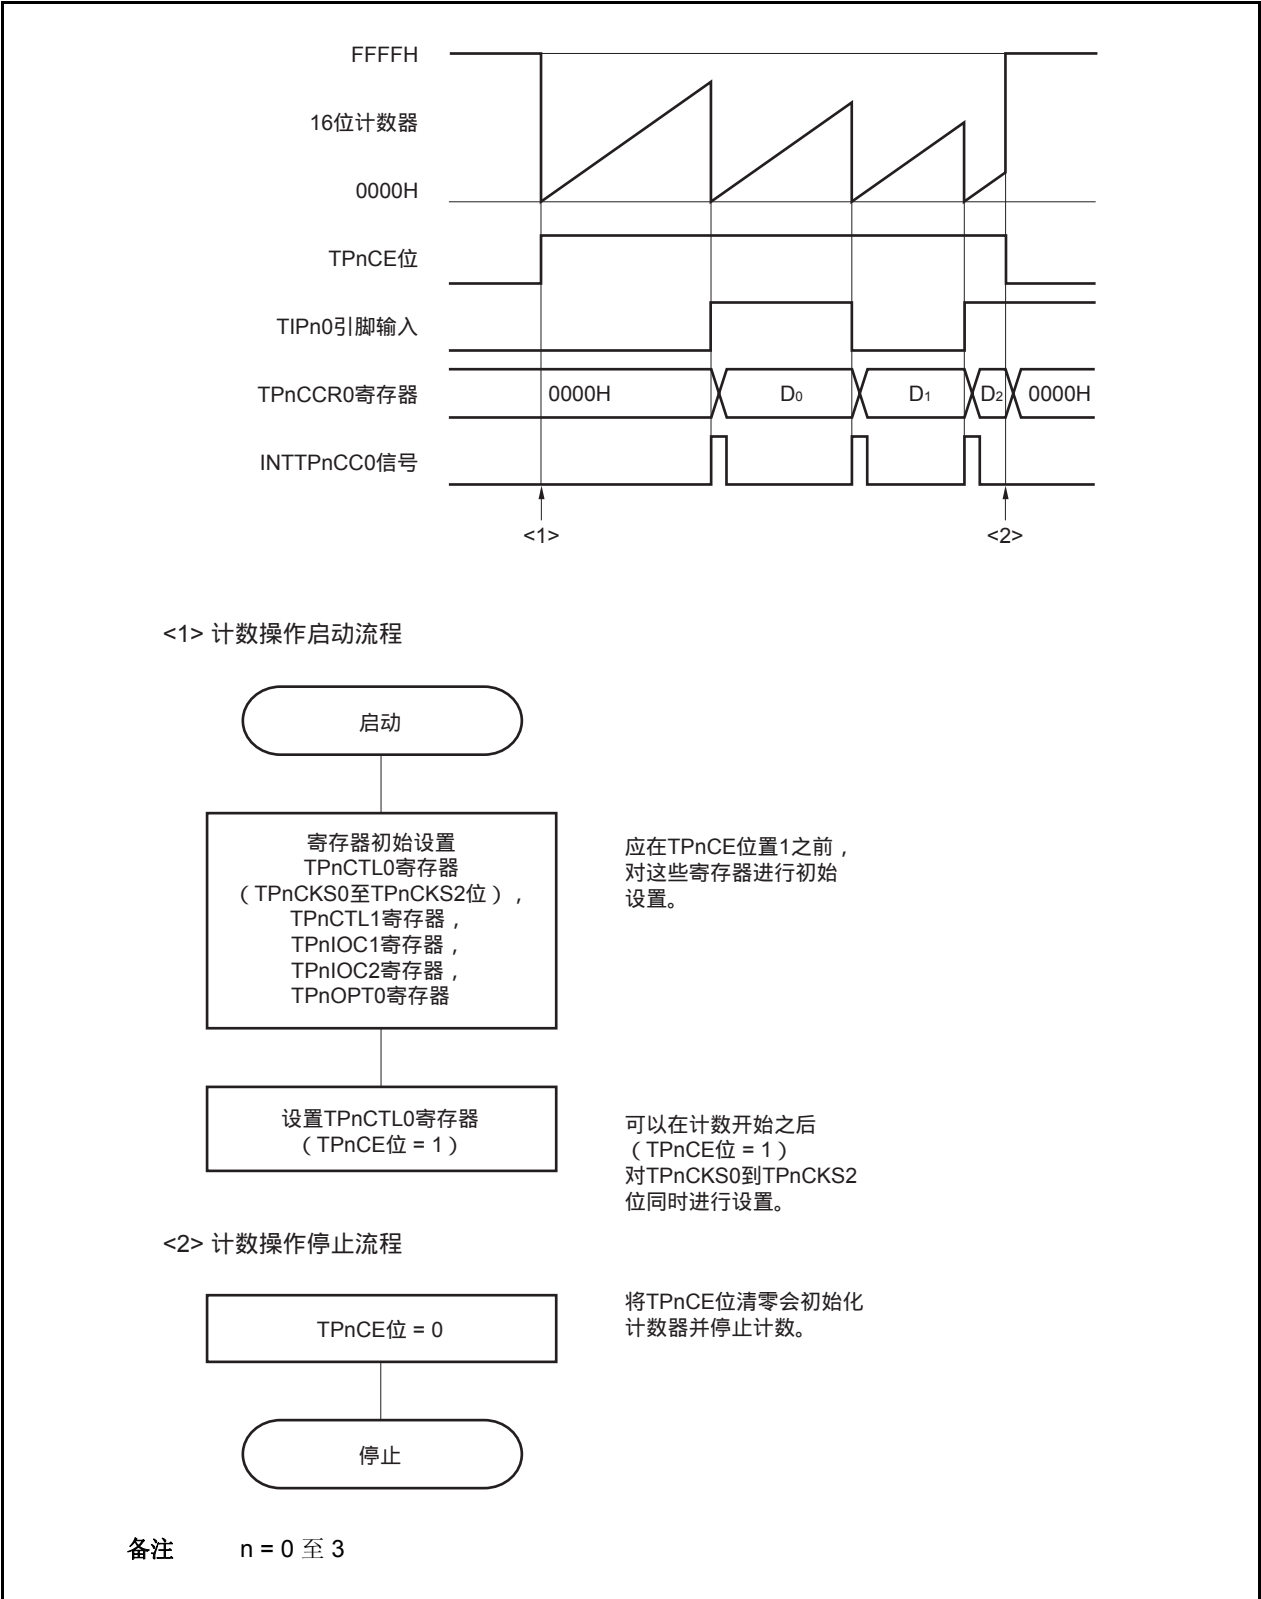 FFFFH
16位计数器
0000H
TPnCE位
TIPn0引脚输入
TPnCCR0寄存器
0000H
D0
D1
D2
0000H
INTTPnCC0信号
<1>
<2>
<1> 计数操作启动流程
启动
寄存器初始设置
TPnCTL0寄存器
（TPnCKS0至TPnCKS2位），
TPnCTL1寄存器，
TPnIOC1寄存器，
TPnIOC2寄存器，
TPnOPT0寄存器
应在TPnCE位置1之前，
对这些寄存器进行初始
设置。
设置TPnCTL0寄存器
（TPnCE位 = 1）
可以在计数开始之后
（TPnCE位 = 1）
对TPnCKS0到TPnCKS2
位同时进行设置。
<2> 计数操作停止流程
TPnCE位 = 0
将TPnCE位清零会初始化
计数器并停止计数。
停止
备注 n = 0 至 3